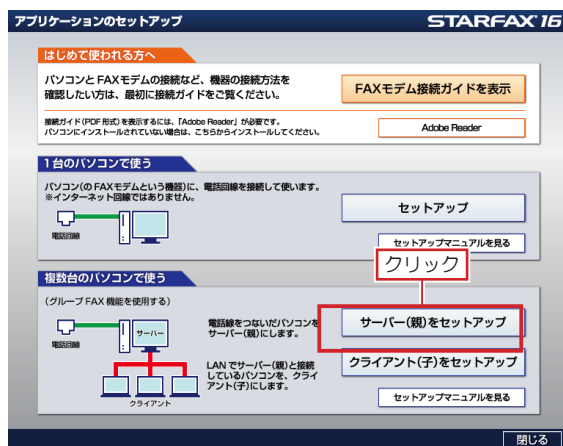 アプリケーションのセットアップ
STARFAX 16
はじめて使われる方へ
パソコンとFAXモデムの接続など、機器の接続方法を
確認したい方は、最初に接続ガイドをご覧ください。
FAXモデム接続ガイドを表示
接続ガイド(PDF形式)を表示するには、「Adobe Reader」が必要です。
パソコンにインストールされていない場合は、こちらからインストールしてください。
Adobe Reader
1台のパソコンで使う
パソコン(のFAXモデムという機器)に、電話回線を接続して使います。
※インターネット回線ではありません。
セットアップ
電話回線
セットアップマニュアルを見る
クリック
複数台のパソコンで使う
(グループFAX機能を使用する)
電話線をつないだパソコンを
サーバー(親)にします。
サーバー(親)をセットアップ
サーバー
電話回線
LANでサーバー(親)と接続
しているパソコンを、クライ
アント(子)にします。
クライアント(子)をセットアップ
クライアント
セットアップマニュアルを見る
閉じる